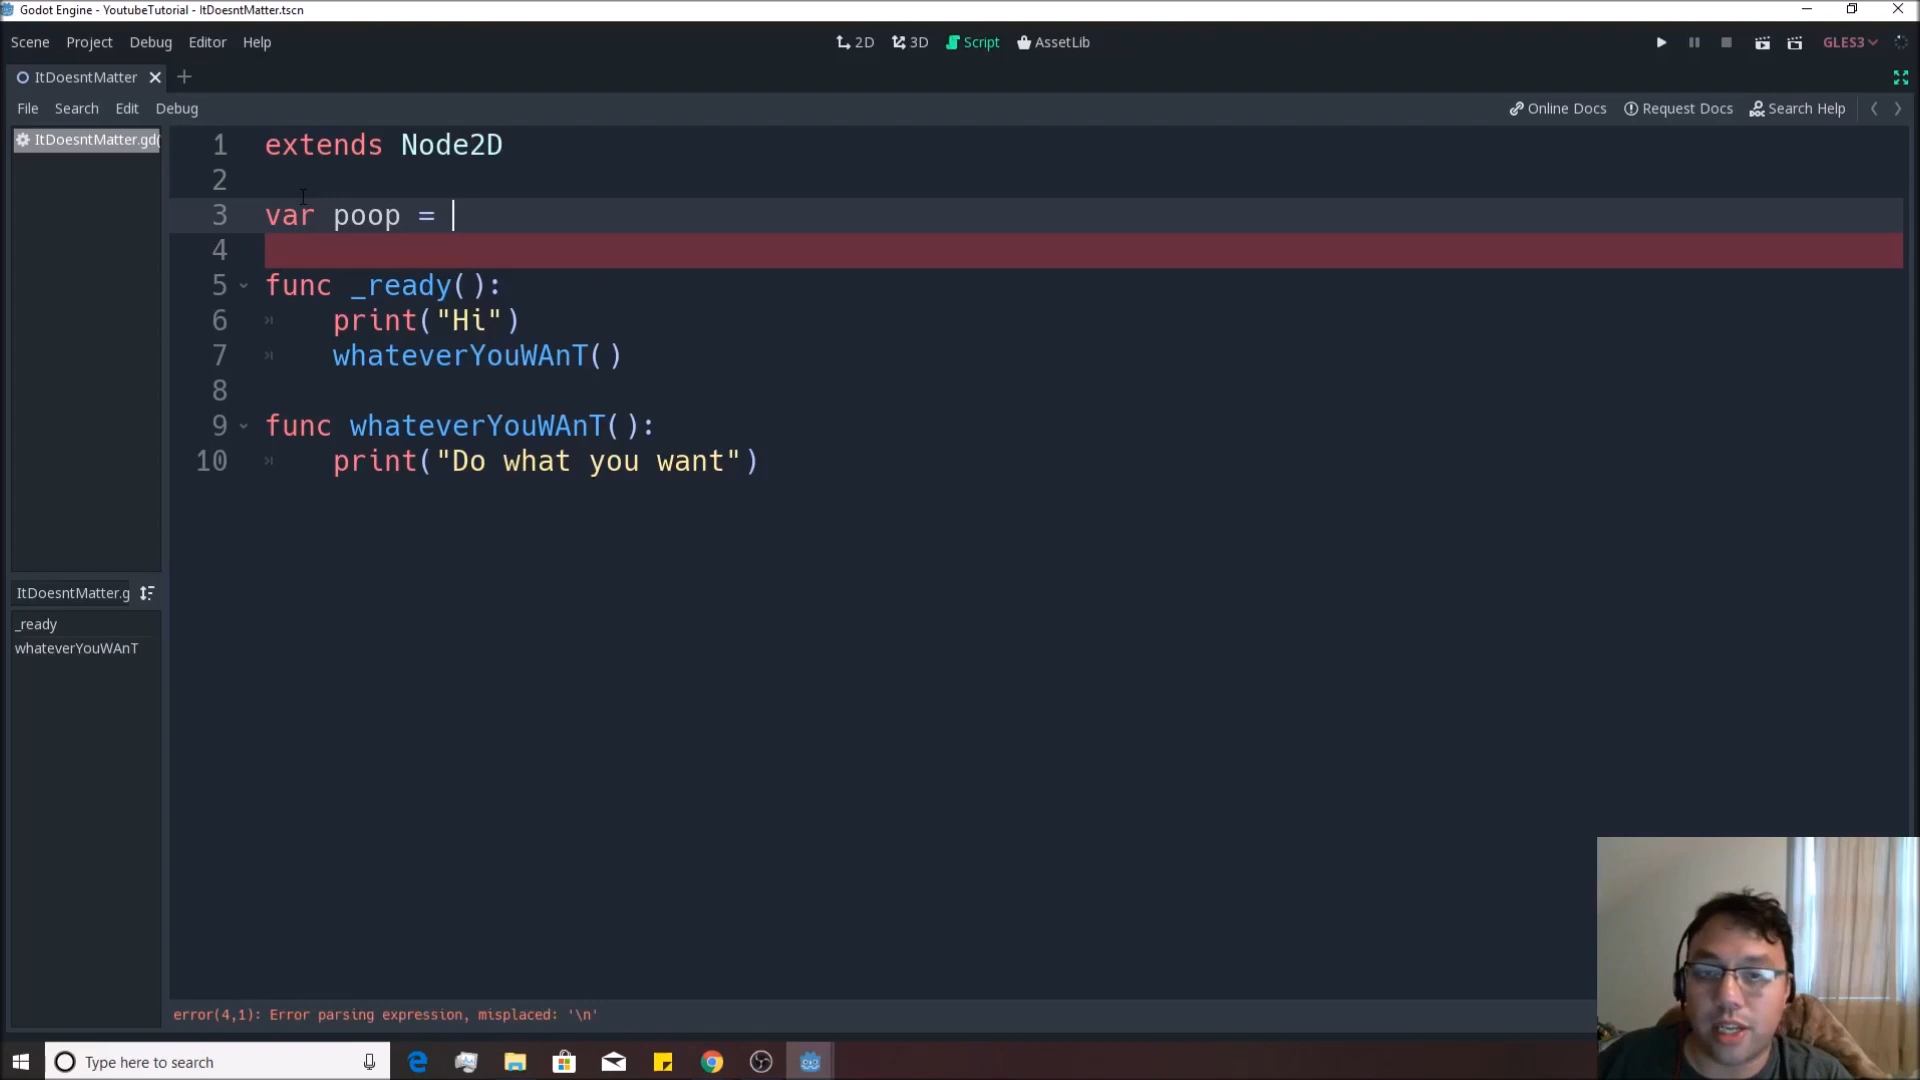 Godot Engine - YoutubeTutorial - ItDoesntMatter.tscn
Scene Project Debug Editor Help
2D 3D Script AssetLib
GLES3
ItDoesntMatter
File Search Edit Debug
Online Docs Request Docs Search Help
ItDoesntMatter.gd(
1 extends Node2D
2
3 var poop =
4
5 func _ready():
6 print("Hi")
7 whateverYouWAnT()
8
9 func whateverYouWAnT():
10 print("Do what you want")
ItDoesntMatter.g
_ready
whateverYouWAnT
error(4,1): Error parsing expression, misplaced: '\n'
Type here to search